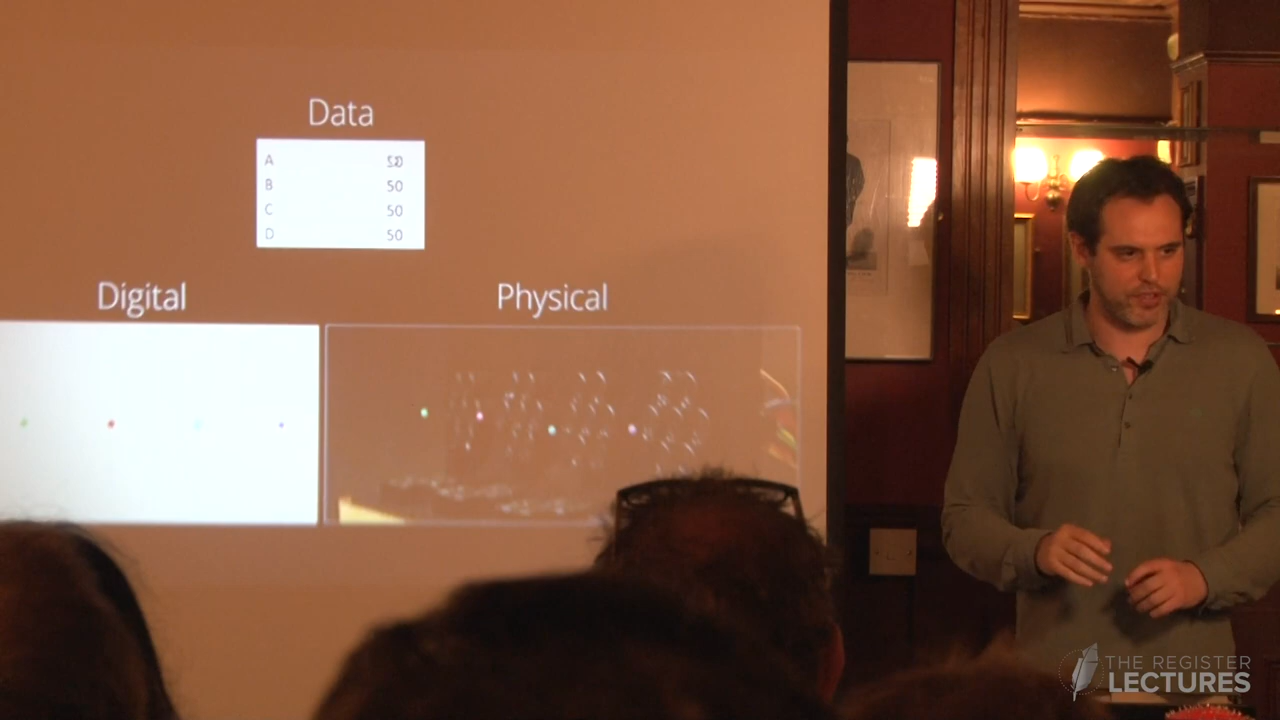 Data
A
B 50
C 50
D 50
Digital
Physical
THE REGISTER
LECTURES